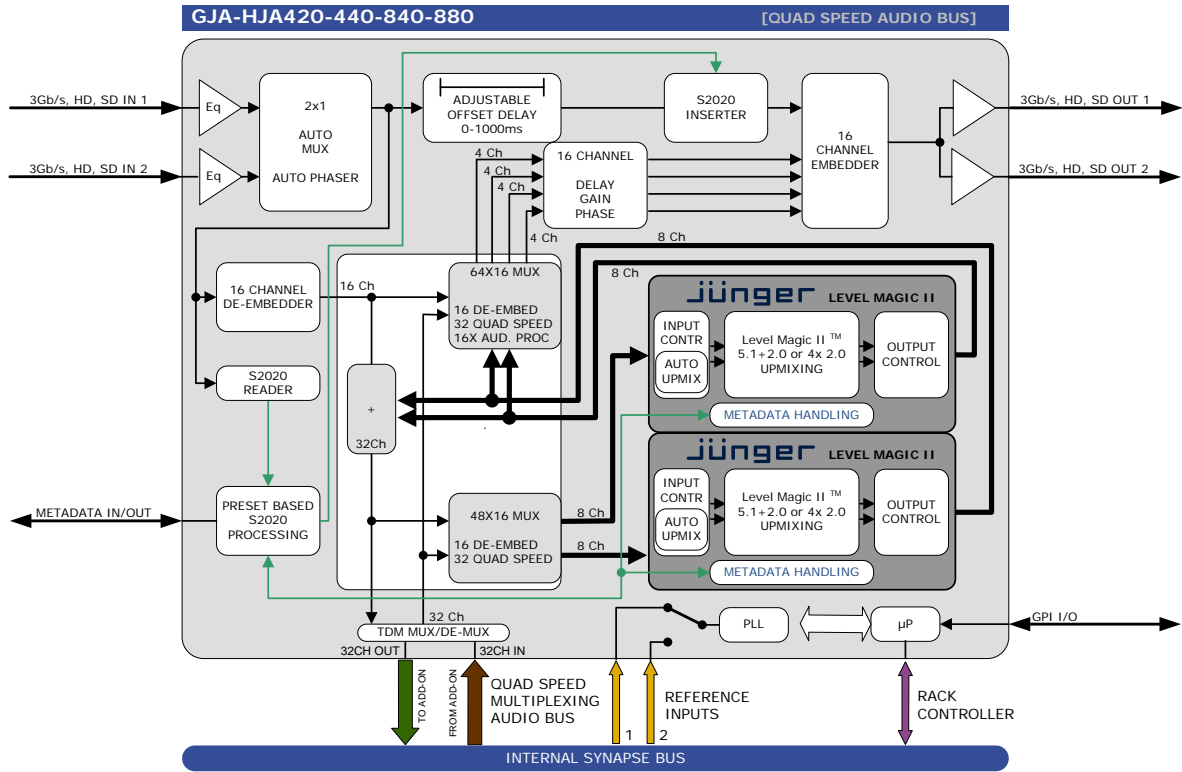 GJA-HJA420-440-840-880
[QUAD SPEED AUDIO BUS]
3Gb/s, HD, SD IN 1
Eq
2x1
AUTO
MUX
AUTO PHASER
3Gb/s, HD, SD IN 2
Eq
ADJUSTABLE
OFFSET DELAY
0-1000ms
S2020
INSERTER
16
CHANNEL
EMBEDDER
3Gb/s, HD, SD OUT 1
3Gb/s, HD, SD OUT 2
4 Ch
4 Ch
4 Ch
4 Ch
16 CHANNEL
DELAY
GAIN
PHASE
8 Ch
8 Ch
16 CHANNEL
DE-EMBEDDER
16 Ch
64X16 MUX
16 DE-EMBED
32 QUAD SPEED
16X AUD. PROC
S2020
READER
+
32Ch
jünger LEVEL MAGIC II
INPUT
CONTR
AUTO
UPMIX
Level Magic II ™
5.1+2.0 or 4x 2.0
UPMIXING
OUTPUT
CONTROL
METADATA HANDLING
jünger LEVEL MAGIC II
INPUT
CONTR
AUTO
UPMIX
Level Magic II ™
5.1+2.0 or 4x 2.0
UPMIXING
OUTPUT
CONTROL
METADATA HANDLING
METADATA IN/OUT
PRESET BASED
S2020
PROCESSING
48X16 MUX
16 DE-EMBED
32 QUAD SPEED
8 Ch
8 Ch
32 Ch
TDM MUX/DE-MUX
32CH OUT
32CH IN
PLL
µP
GPI I/O
TO ADD-ON
FROM ADD-ON
QUAD SPEED
MULTIPLEXING
AUDIO BUS
1
2
REFERENCE
INPUTS
RACK
CONTROLLER
INTERNAL SYNAPSE BUS